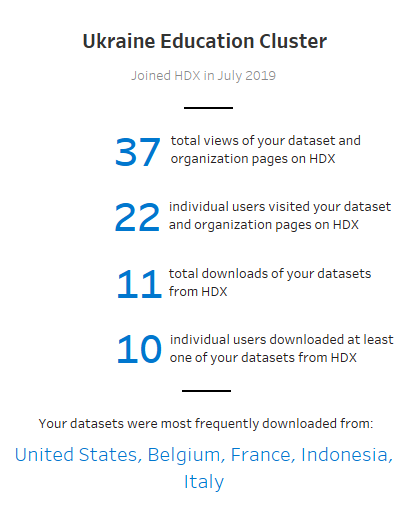 Ukraine Education Cluster
Joined HDX in July 2019
37 total views of your dataset and
organization pages on HDX
22 individual users visited your dataset
and organization pages on HDX
11 total downloads of your datasets
from HDX
10 individual users downloaded at least
one of your datasets from HDX
Your datasets were most frequently downloaded from:
United States, Belgium, France, Indonesia,
Italy